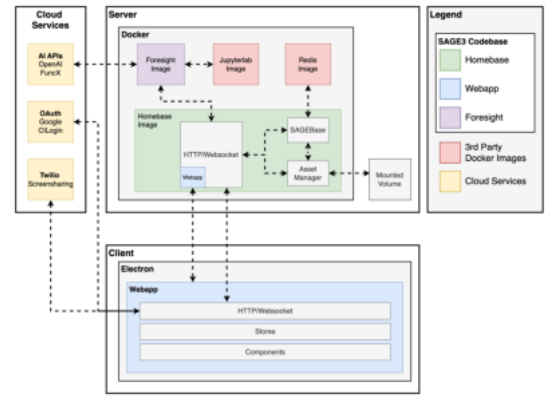 Cloud
Services
AI APIs
OpenAI
FuncX
OAuth
Google
CILogon
Twilio
Screensharing
Server
Docker
Foresight
Image
Jupyterlab
Image
Redis
Image
Homebase
Image
HTTP/Websocket
Webapp
SAGEBase
Asset
Manager
Mounted
Volume
Legend
SAGE3 Codebase
Homebase
Webapp
Foresight
3rd Party
Docker Images
Cloud Services
Client
Electron
Webapp
HTTP/Websocket
Stores
Components